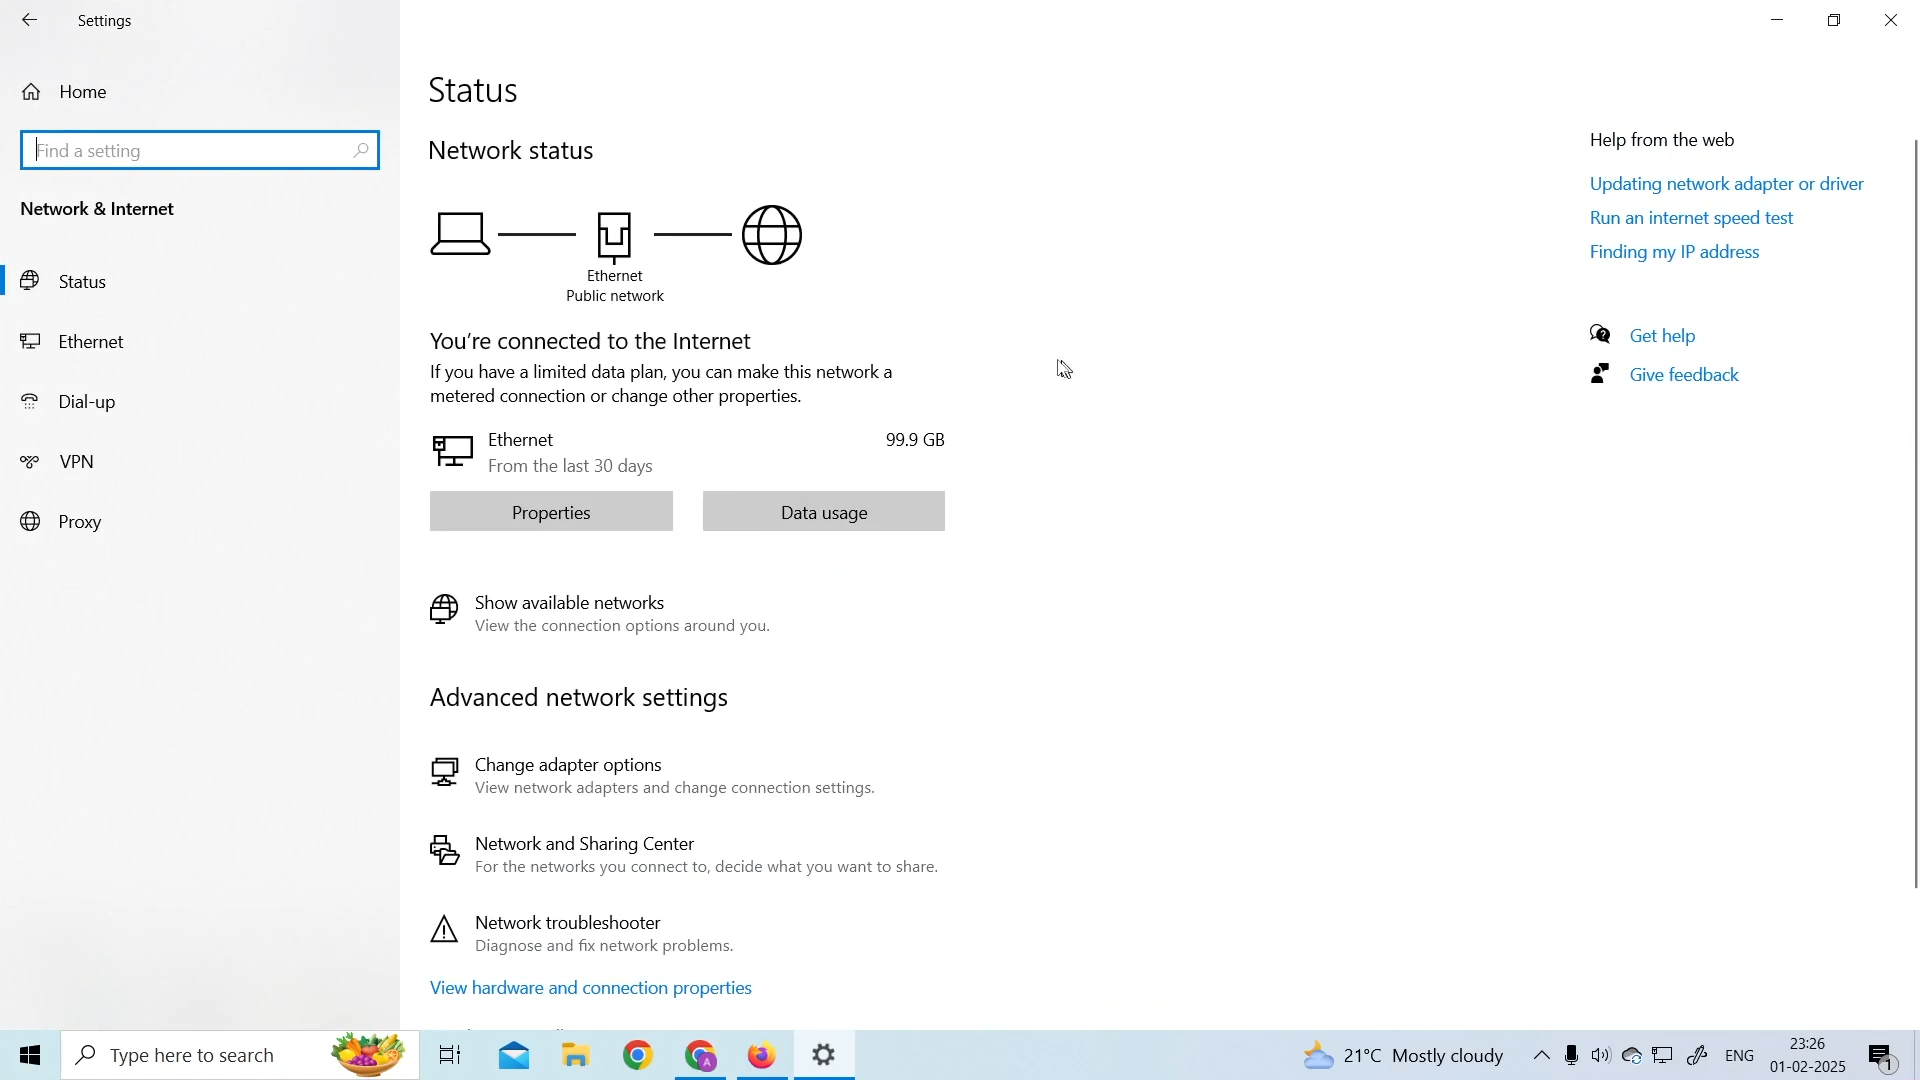 Settings
Home
Find a setting
Network & Internet
Status
Ethernet
Dial-up
VPN
Proxy
Status
Network status
Ethernet
Public network
You're connected to the Internet
If you have a limited data plan, you can make this network a
metered connection or change other properties.
Ethernet 99.9 GB
From the last 30 days
Properties Data usage
Show available networks
View the connection options around you.
Advanced network settings
Change adapter options
View network adapters and change connection settings.
Network and Sharing Center
For the networks you connect to, decide what you want to share.
Network troubleshooter
Diagnose and fix network problems.
View hardware and connection properties
Help from the web
Updating network adapter or driver
Run an internet speed test
Finding my IP address
Get help
Give feedback
Type here to search
A
21°C Mostly cloudy
ENG
23:26
01-02-2025
1